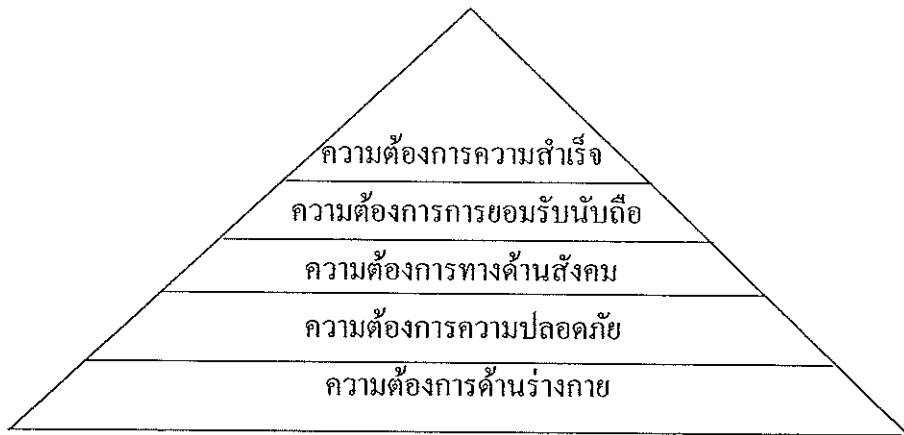 ความต้องการความสำเร็จ
ความต้องการการยอมรับนับถือ
ความต้องการทางด้านสังคม
ความต้องการความปลอดภัย
ความต้องการด้านร่างกาย